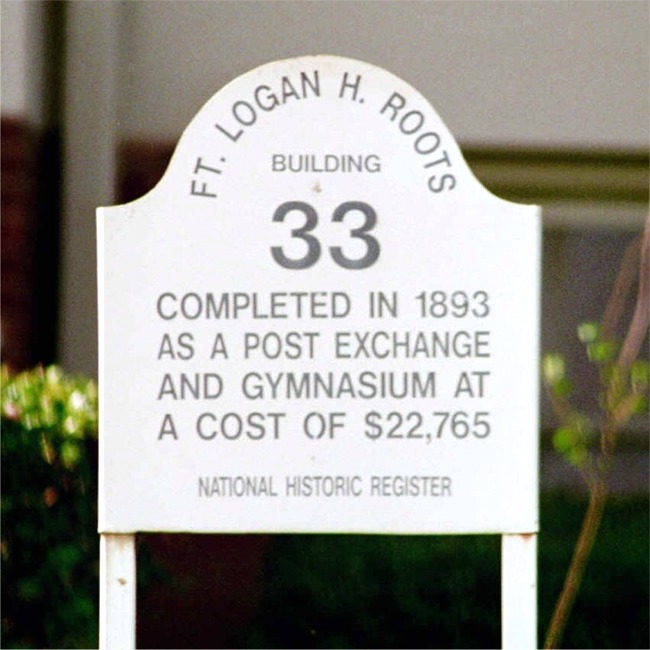 FT. LOGAN H. ROOTS
BUILDING
33
COMPLETED IN 1893
AS A POST EXCHANGE
AND GYMNASIUM AT
A COST OF $22,765
NATIONAL HISTORIC REGISTER